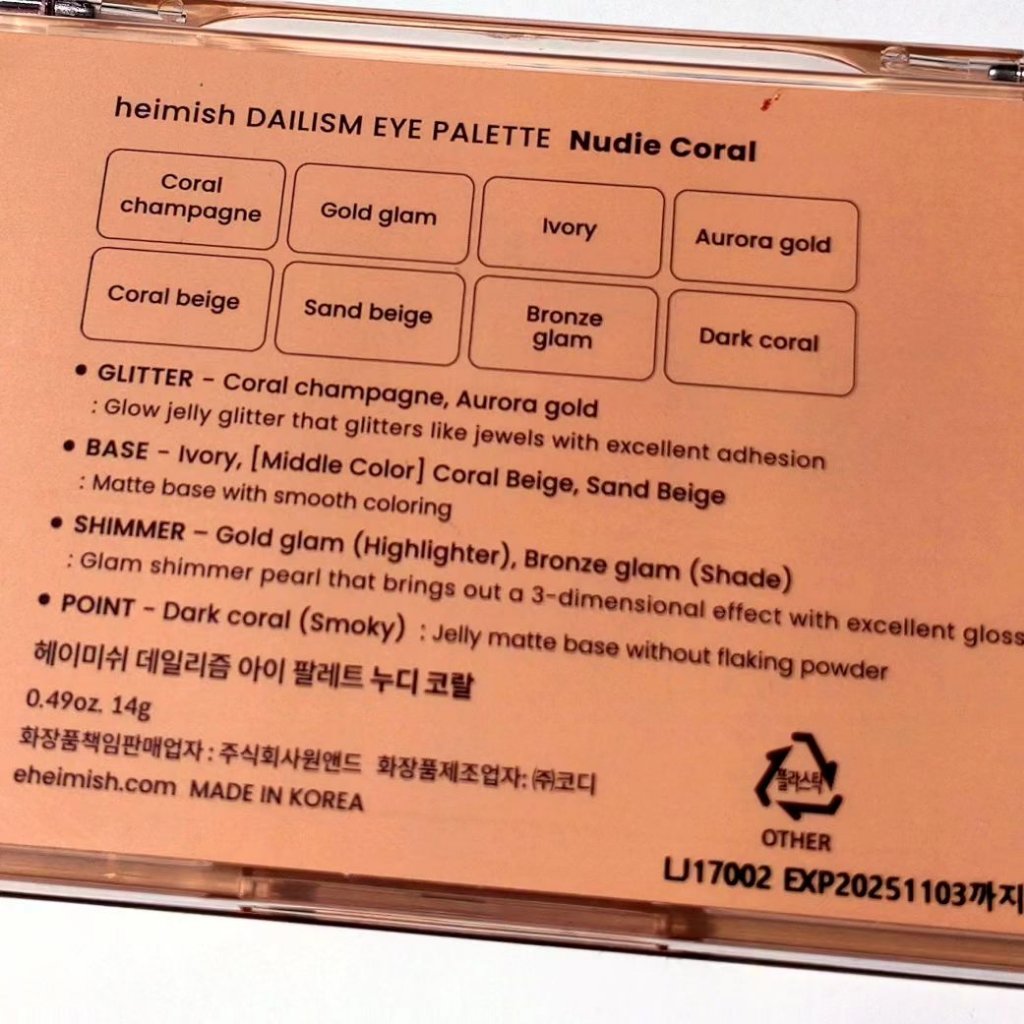 heimish DAILISM EYE PALETTE Nudie Coral
Coral champagne
Gold glam
Ivory
Aurora gold
Coral beige
Sand beige
Bronze glam
Dark coral
• GLITTER - Coral champagne, Aurora gold
: Glow jelly glitter that glitters like jewels with excellent adhesion
• BASE - Ivory, [Middle Color] Coral Beige, Sand Beige
: Matte base with smooth coloring
• SHIMMER – Gold glam (Highlighter), Bronze glam (Shade)
: Glam shimmer pearl that brings out a 3-dimensional effect with excellent gloss
• POINT - Dark coral (Smoky) : Jelly matte base without flaking powder
헤이미쉬 데일리즘 아이 팔레트 누디 코랄
0.49oz. 14g
화장품책임판매업자 : 주식회사원앤드 화장품제조업자: ㈜코디
eheimish.com MADE IN KOREA
플라스틱
OTHER
LJ17002 EXP20251103까지